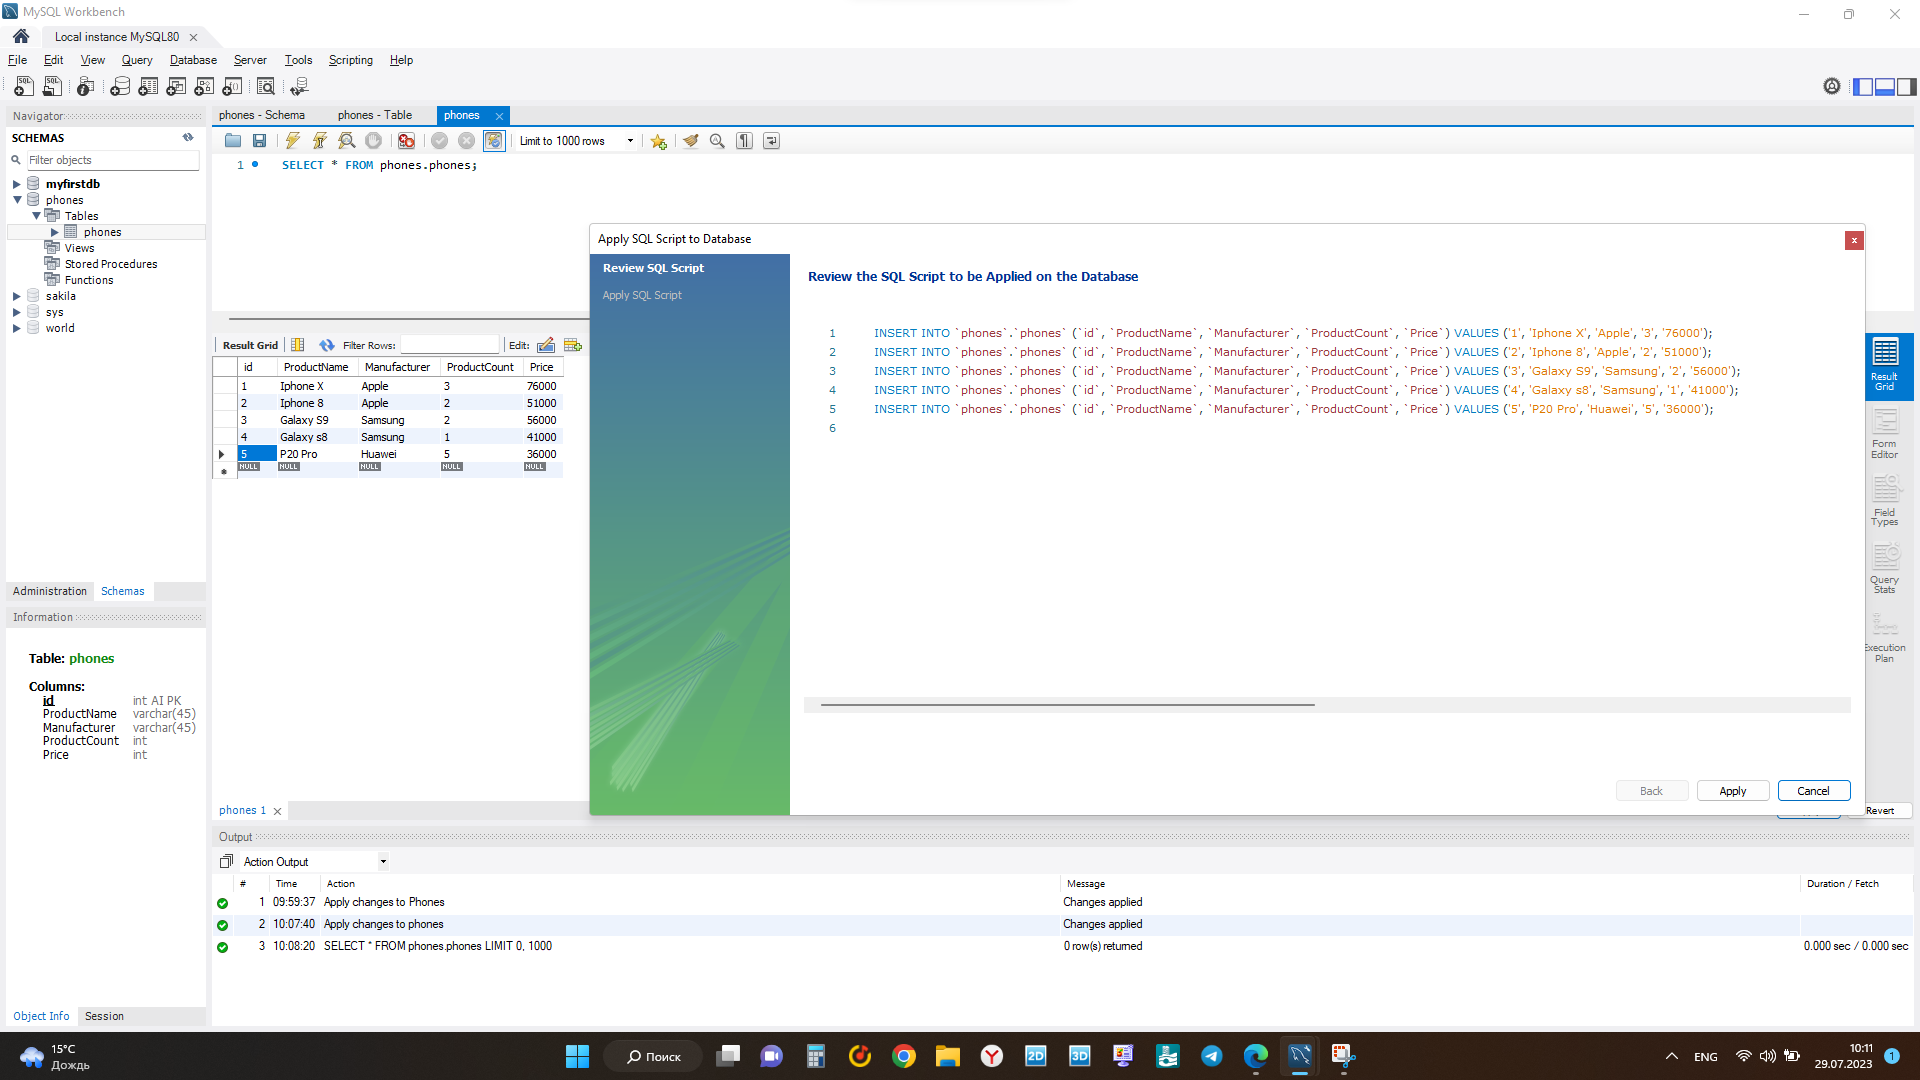 MySQL Workbench
Local instance MySQL80
File Edit View Query Database Server Tools Scripting Help
Navigator
SCHEMAS
Filter objects
myfirstdb
phones
Tables
phones
Views
Stored Procedures
Functions
sakila
sys
world
Administration Schemas
Information
Table: phones
Columns:
id int AI PK
ProductName varchar(45)
Manufacturer varchar(45)
ProductCount int
Price int
Object Info Session
phones - Schema phones - Table phones
Limit to 1000 rows
1 SELECT * FROM phones.phones;
Result Grid Filter Rows: Edit:
id ProductName Manufacturer ProductCount Price
1 Iphone X Apple 3 76000
2 Iphone 8 Apple 2 51000
3 Galaxy S9 Samsung 2 56000
4 Galaxy s8 Samsung 1 41000
5 P20 Pro Huawei 5 36000
NULL NULL NULL NULL NULL
phones 1
Apply SQL Script to Database
x
Review SQL Script
Apply SQL Script
Review the SQL Script to be Applied on the Database
1 INSERT INTO `phones`.`phones` (`id`, `ProductName`, `Manufacturer`, `ProductCount`, `Price`) VALUES ('1', 'Iphone X', 'Apple', '3', '76000');
2 INSERT INTO `phones`.`phones` (`id`, `ProductName`, `Manufacturer`, `ProductCount`, `Price`) VALUES ('2', 'Iphone 8', 'Apple', '2', '51000');
3 INSERT INTO `phones`.`phones` (`id`, `ProductName`, `Manufacturer`, `ProductCount`, `Price`) VALUES ('3', 'Galaxy S9', 'Samsung', '2', '56000');
4 INSERT INTO `phones`.`phones` (`id`, `ProductName`, `Manufacturer`, `ProductCount`, `Price`) VALUES ('4', 'Galaxy s8', 'Samsung', '1', '41000');
5 INSERT INTO `phones`.`phones` (`id`, `ProductName`, `Manufacturer`, `ProductCount`, `Price`) VALUES ('5', 'P20 Pro', 'Huawei', '5', '36000');
6
Back Apply Cancel
Result
Grid
Form
Editor
Field
Types
Query
Stats
Execution
Plan
Revert
Output
Action Output
# Time Action Message Duration / Fetch
1 09:59:37 Apply changes to Phones Changes applied
2 10:07:40 Apply changes to phones Changes applied
3 10:08:20 SELECT * FROM phones.phones LIMIT 0, 1000 0 row(s) returned 0.000 sec / 0.000 sec
15°C
Дождь
Поиск
2D
3D
ENG
10:11
29.07.2023
1